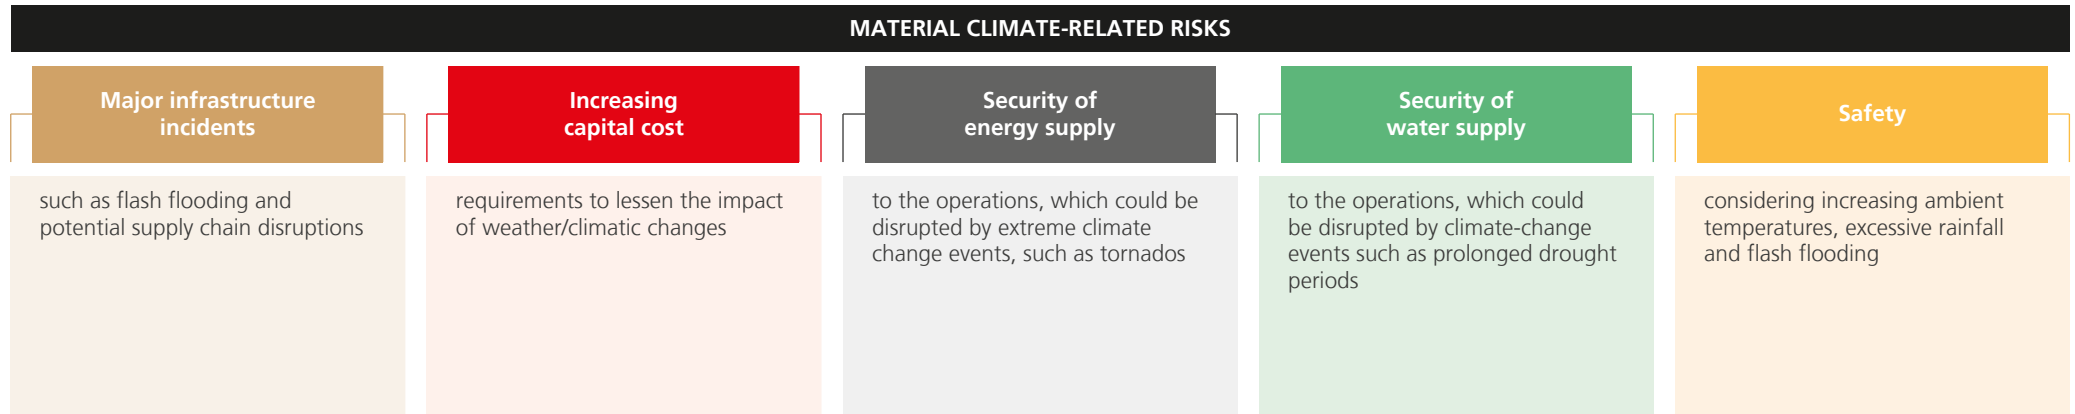 MATERIAL CLIMATE-RELATED RISKS
Major infrastructure
incidents
such as flash flooding and
potential supply chain disruptions
Increasing
capital cost
requirements to lessen the impact
of weather/climatic changes
Security of
energy supply
to the operations, which could be
disrupted by extreme climate
change events, such as tornados
Security of
water supply
to the operations, which could
be disrupted by climate-change
events such as prolonged drought
periods
Safety
considering increasing ambient
temperatures, excessive rainfall
and flash flooding